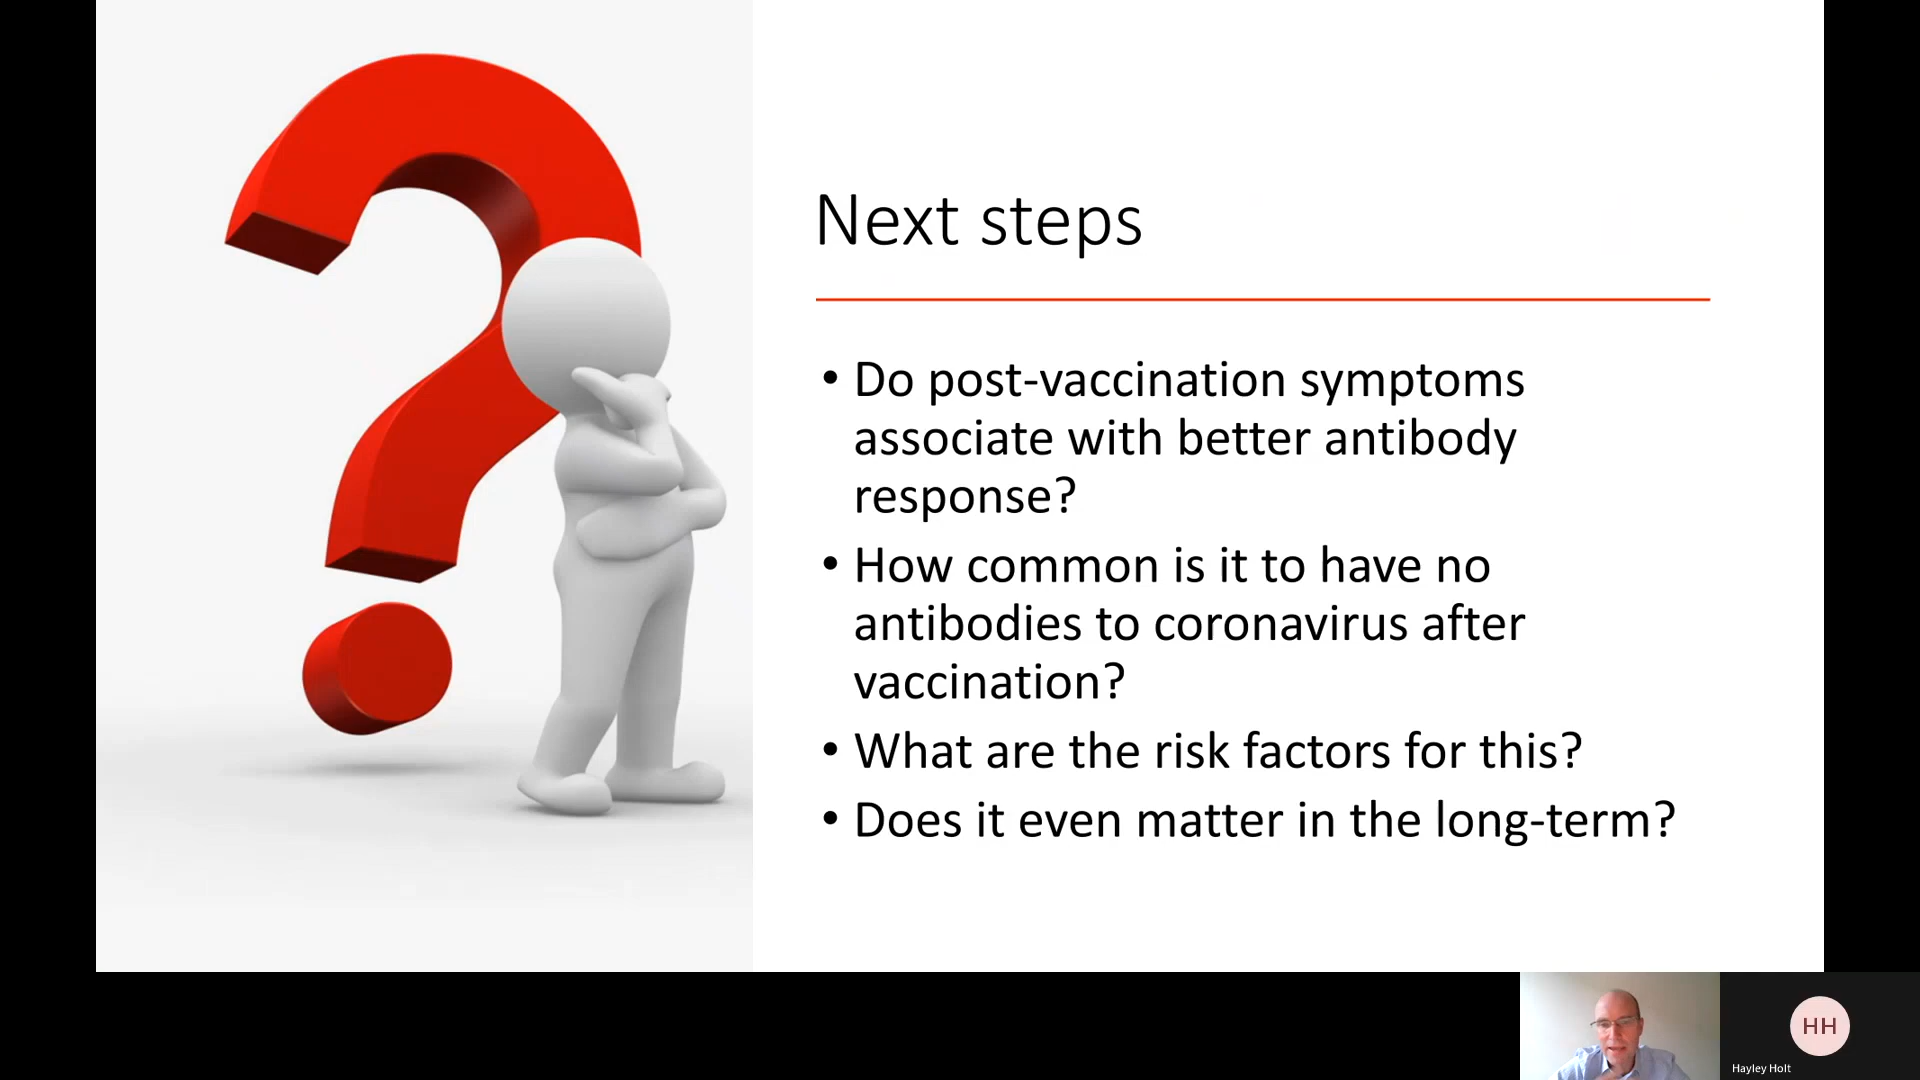 Next steps
• Do post-vaccination symptoms
associate with better antibody
response?
• How common is it to have no
antibodies to coronavirus after
vaccination?
• What are the risk factors for this?
• Does it even matter in the long-term?
HH
Hayley Holt